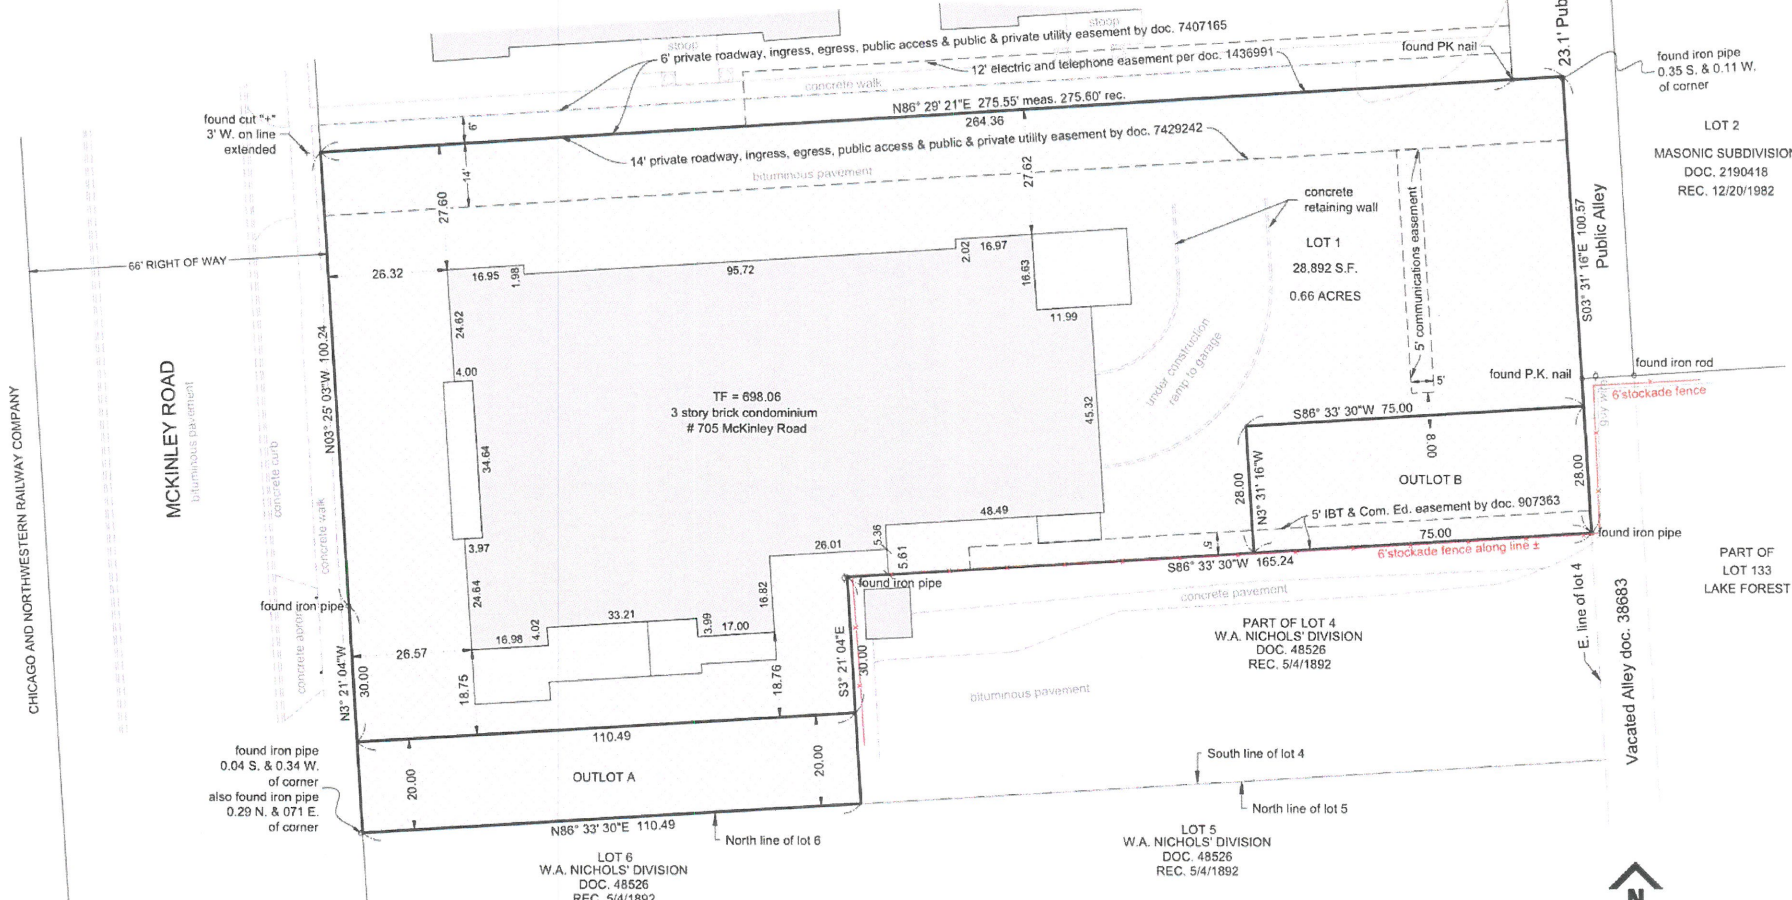 stoop
stoop
6' private roadway, ingress, egress, public access & public & private utility easement by doc. 7407165
12' electric and telephone easement per doc. 1436991
found PK nail
23.1' Pub
found iron pipe
0.35 S. & 0.11 W.
of corner
concrete walk
N86° 29' 21"E 275.55' meas. 275.60' rec.
264.36
found cut "+"
3' W. on line
extended
6'
14' private roadway, ingress, egress, public access & public & private utility easement by doc. 7429242
LOT 2
MASONIC SUBDIVISION
DOC. 2190418
REC. 12/20/1982
bituminous pavement
14'
27.60
27.62
concrete
retaining wall
5' communications easement
S03° 31' 16"E 100.57
Public Alley
LOT 1
28,892 S.F.
0.66 ACRES
66' RIGHT OF WAY
26.32
16.95
1.98
95.72
2.02
16.97
16.63
11.99
24.62
4.00
N03° 25' 03"W 100.24
under construction
remp to garage
5'
found P.K. nail
found iron rod
6'stockade fence
guy wire
CHICAGO AND NORTHWESTERN RAILWAY COMPANY
MCKINLEY ROAD
bituminous pavement
concrete curb
concrete walk
TF = 698.06
3 story brick condominium
# 705 McKinley Road
45.32
34.64
S86° 33' 30"W 75.00
8.00
28.00
N3° 31' 16"W
OUTLOT B
28.00
5' IBT & Com. Ed. easement by doc. 907363
75.00
found iron pipe
6'stockade fence along line ±
S86° 33' 30"W 165.24
5'
48.49
5.36
26.01
5.61
3.97
found iron pipe
24.64
16.82
33.21
16.98
4.02
3.99
17.00
found iron pipe
concrete apron
N3° 21' 04"W
30.00
26.57
18.75
18.76
S3° 21' 04"E
30.00
concrete pavement
PART OF LOT 4
W.A. NICHOLS' DIVISION
DOC. 48526
REC. 5/4/1892
bituminous pavement
E. line of lot 4
Vacated Alley doc. 38683
PART OF
LOT 133
LAKE FOREST
110.49
found iron pipe
0.04 S. & 0.34 W.
of corner
also found iron pipe
0.29 N. & 071 E.
of corner
20.00
OUTLOT A
20.00
South line of lot 4
North line of lot 5
N86° 33' 30"E 110.49
North line of lot 6
LOT 6
W.A. NICHOLS' DIVISION
DOC. 48526
REC. 5/4/1892
LOT 5
W.A. NICHOLS' DIVISION
DOC. 48526
REC. 5/4/1892
N